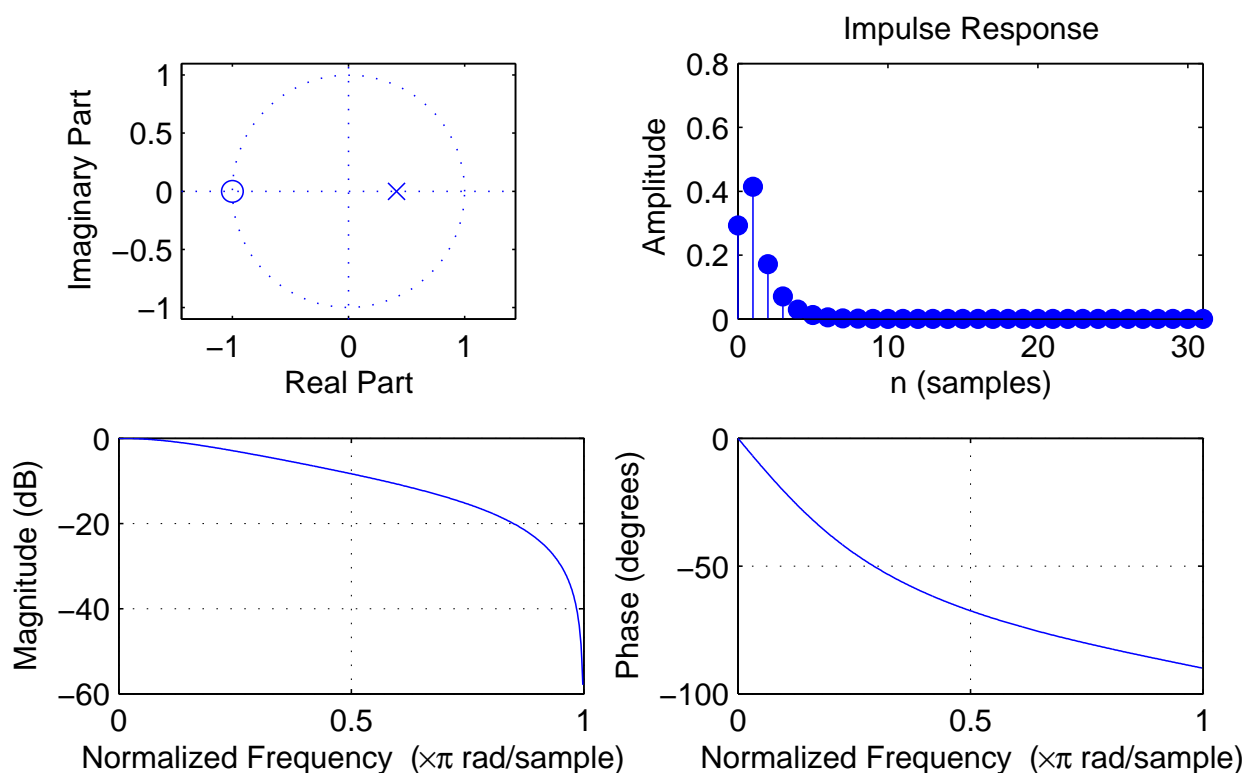 Impulse Response
Imaginary Part
1
0.5
0
−0.5
−1
−1 0 1
Real Part
Amplitude
0.8
0.6
0.4
0.2
0
0 10 20 30
n (samples)
Magnitude (dB)
0
−20
−40
−60
0 0.5 1
Normalized Frequency (×π rad/sample)
Phase (degrees)
0
−50
−100
0 0.5 1
Normalized Frequency (×π rad/sample)